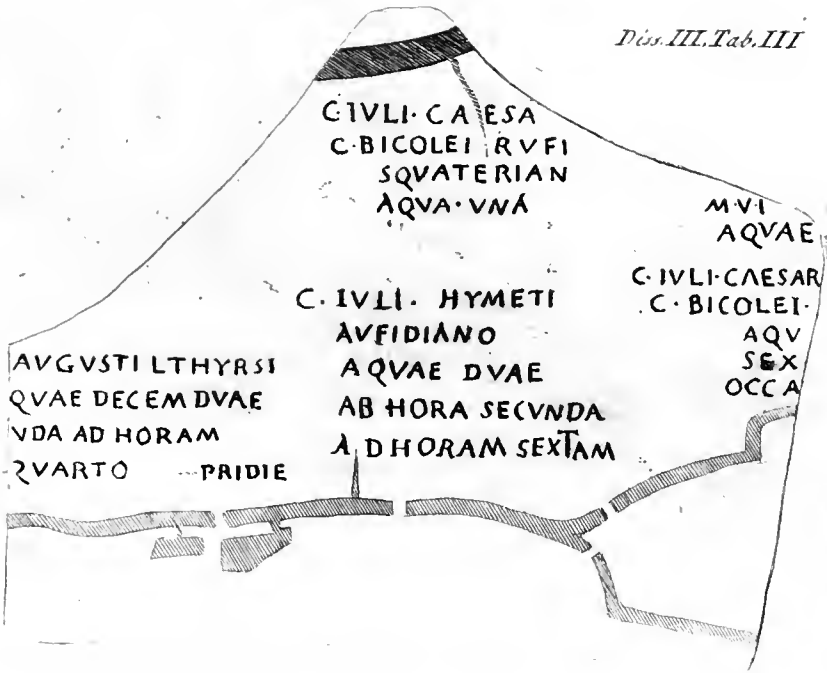 Diss.III.Tab.III
C·IVLI·CAESA
C·BICOLEI RVFI
SQVATERIAN
AQVA·VNA
M·V·I
AQVAE
C·IVLI·CAESAR
C·BICOLEI·
AQV
SEX
OCCA
C·IVLI·HYMETI
AVFIDIANO
AQVAE DVAE
AB HORA SECVNDA
AD HORAM SEXTAM
AVGVSTI LTHYRSI
QVAE DECEM DVAE
VDA AD HORAM
QVARTO PRIDIE